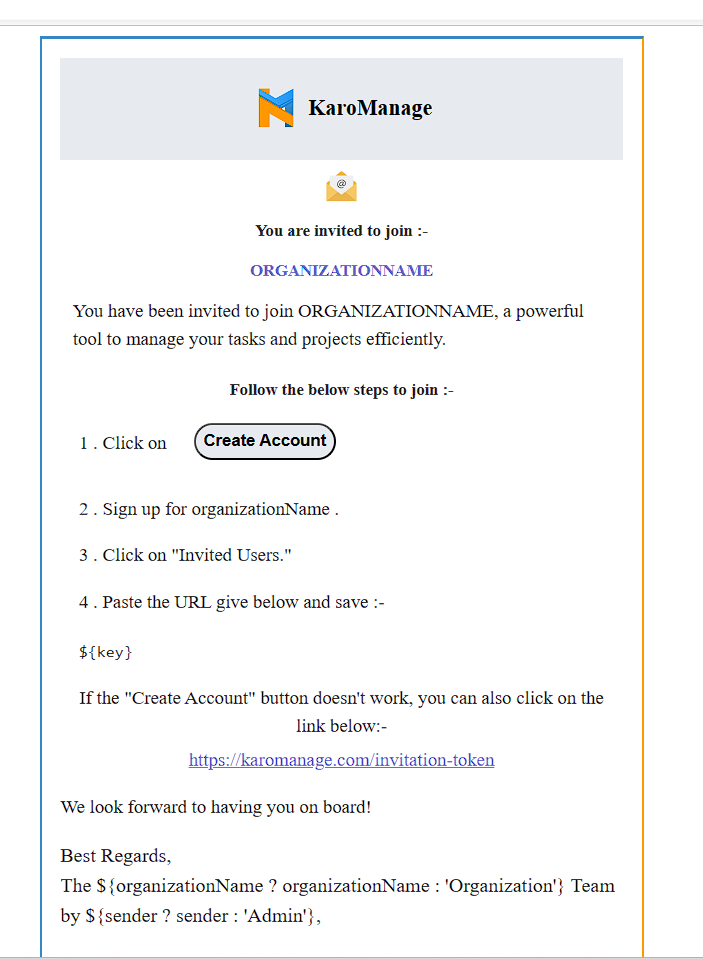 KaroManage
@
You are invited to join :-
ORGANIZATIONNAME
You have been invited to join ORGANIZATIONNAME, a powerful
tool to manage your tasks and projects efficiently.
Follow the below steps to join :-
1 . Click on Create Account
2 . Sign up for organizationName .
3 . Click on "Invited Users."
4 . Paste the URL give below and save :-
${key}
If the "Create Account" button doesn't work, you can also click on the
link below:-
https://karomanage.com/invitation-token
We look forward to having you on board!
Best Regards,
The ${organizationName ? organizationName : 'Organization'} Team
by ${sender ? sender : 'Admin'},